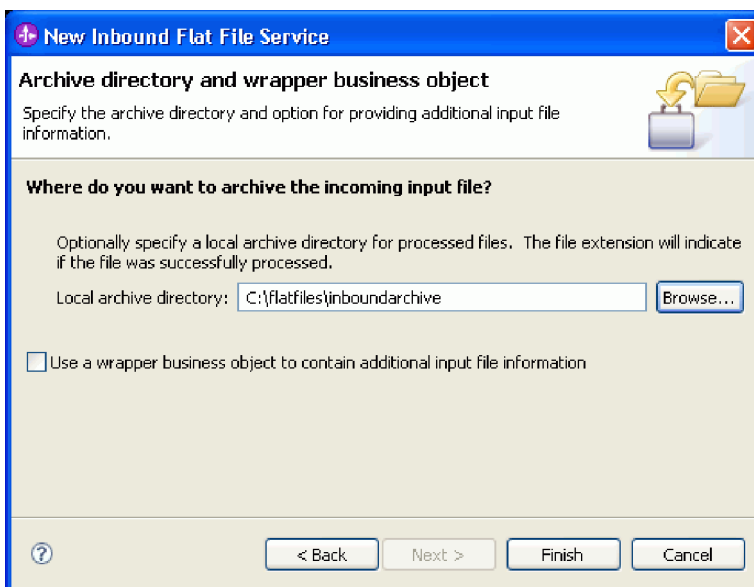 New Inbound Flat File Service
Archive directory and wrapper business object
Specify the archive directory and option for providing additional input file
information.
Where do you want to archive the incoming input file?
Optionally specify a local archive directory for processed files. The file extension will indicate
if the file was successfully processed.
Local archive directory: C:\flatfiles\inboundarchive Browse...
Use a wrapper business object to contain additional input file information
? < Back Next > Finish Cancel